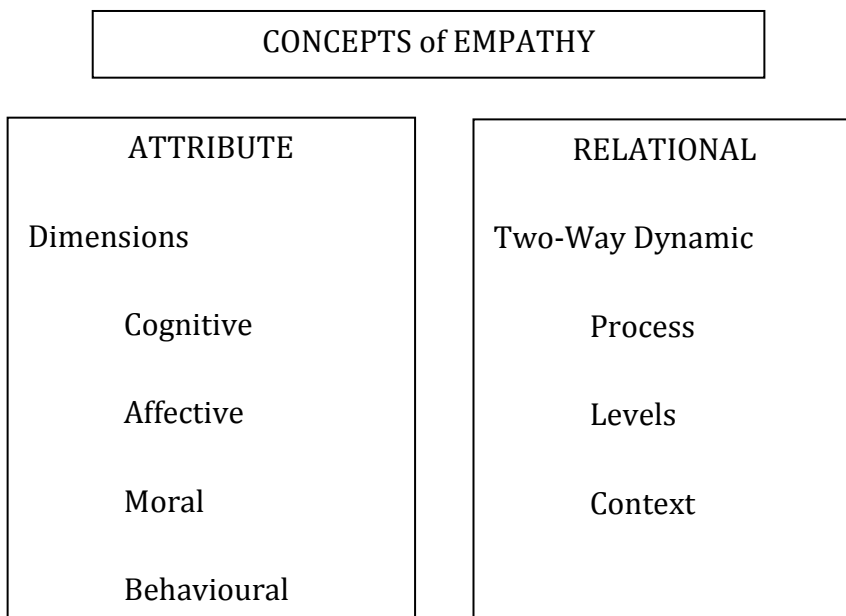 CONCEPTS of EMPATHY
ATTRIBUTE
Dimensions
Cognitive
Affective
Moral
Behavioural
RELATIONAL
Two-Way Dynamic
Process
Levels
Context